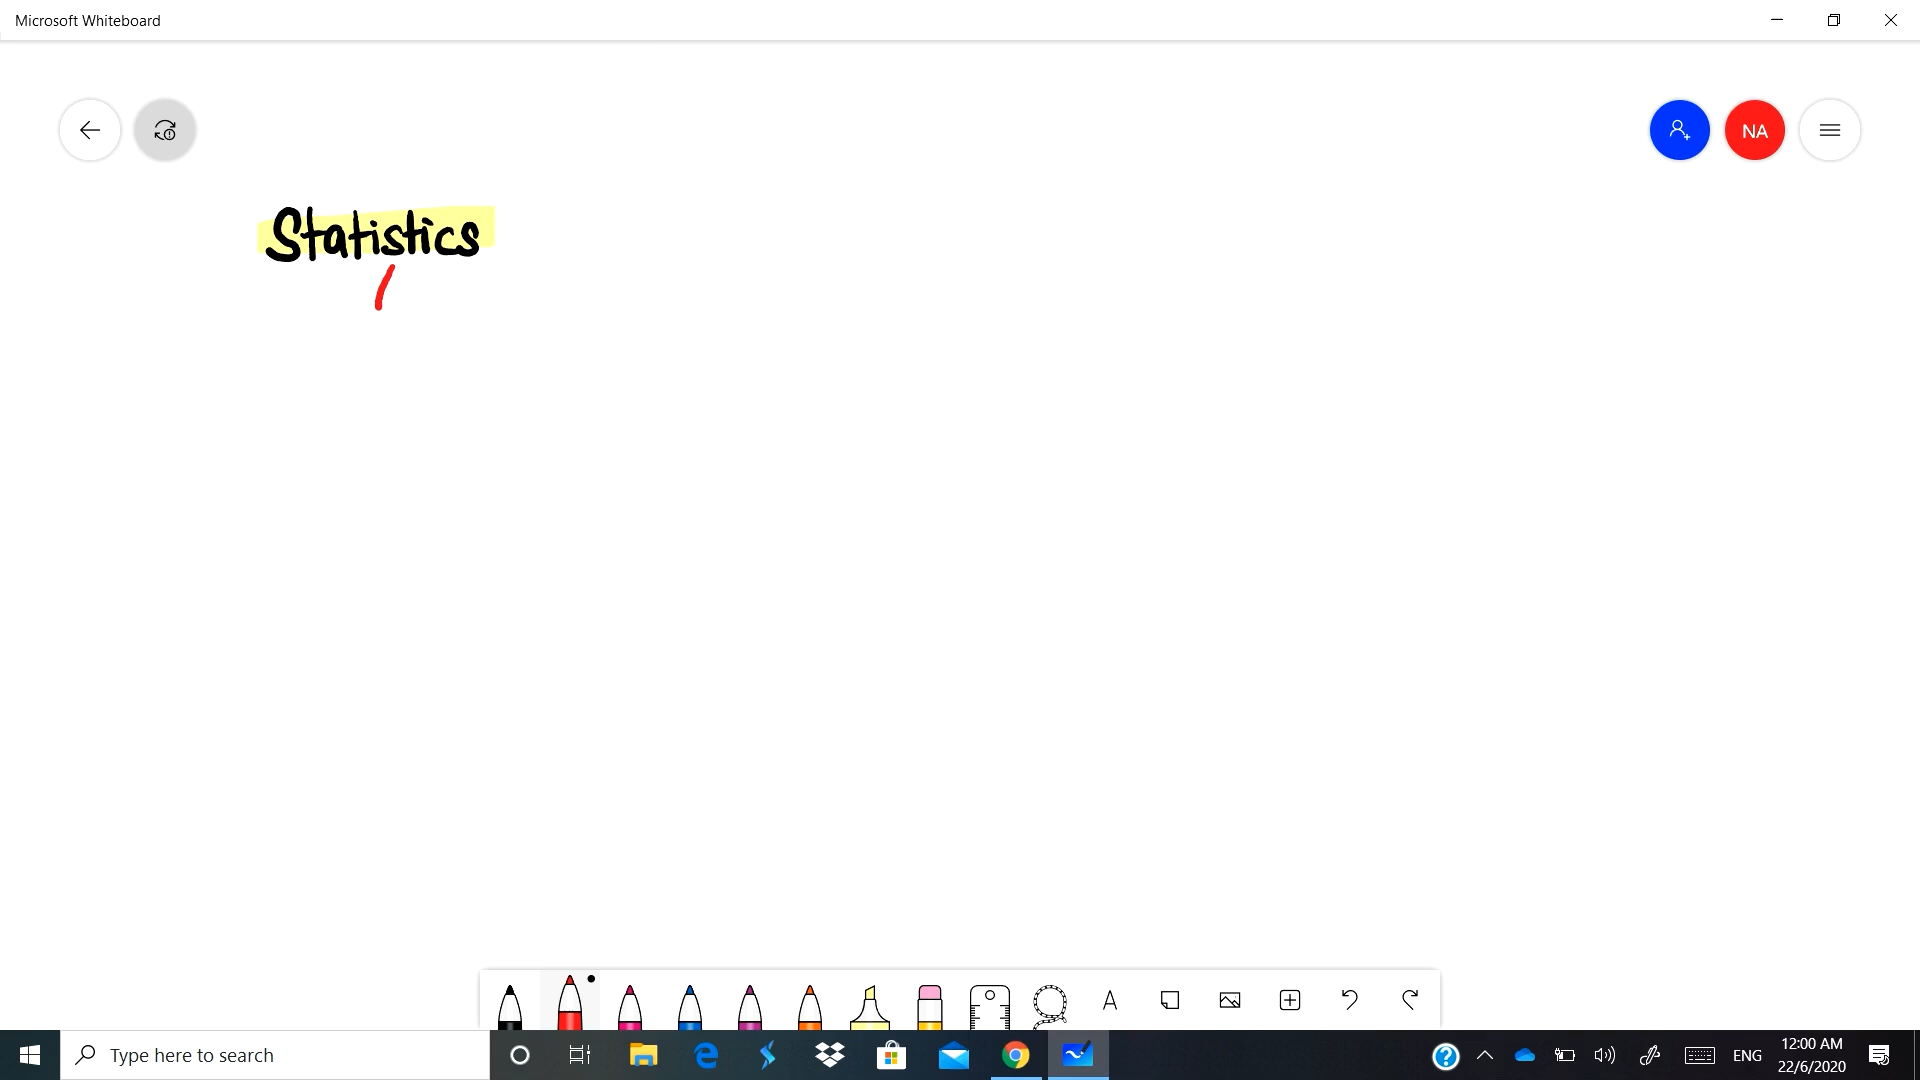 Microsoft Whiteboard
NA
Statistics
A
Type here to search
ENG
12:00 AM
22/6/2020